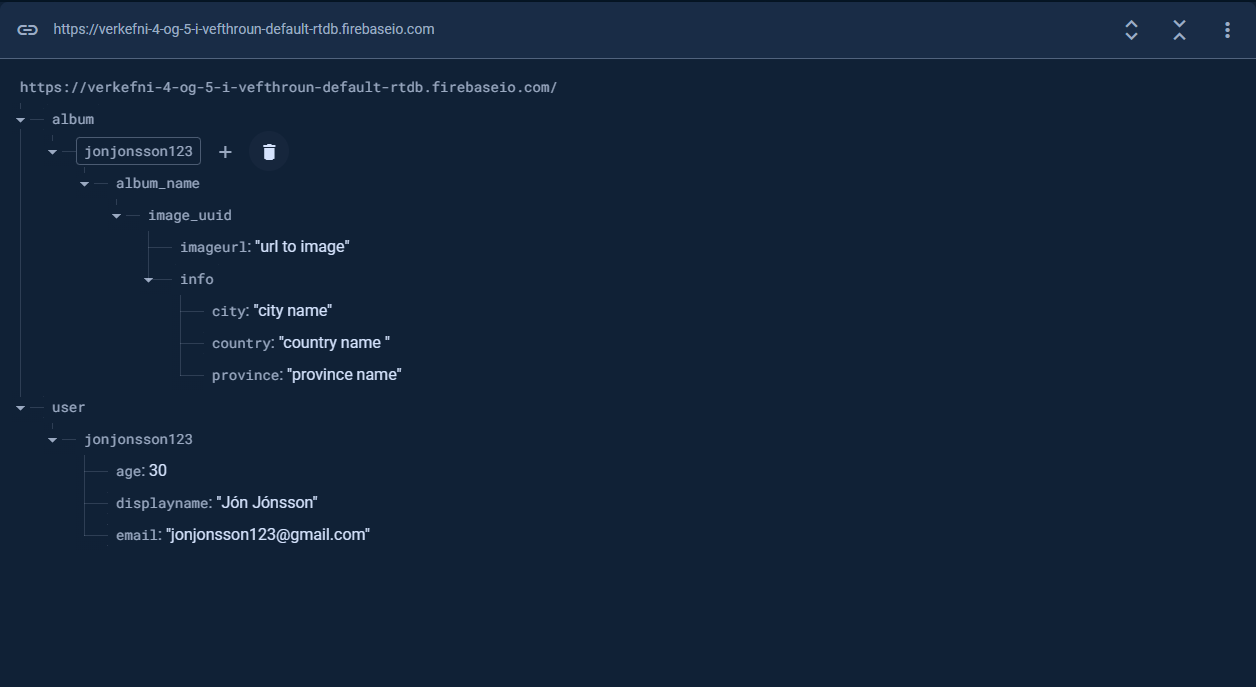 https://verkefni-4-og-5-i-vefthroun-default-rtdb.firebaseio.com
https://verkefni-4-og-5-i-vefthroun-default-rtdb.firebaseio.com/
album
jonjonsson123
album_name
image_uuid
imageurl: "url to image"
info
city: "city name"
country: "country name "
province: "province name"
user
jonjonsson123
age: 30
displayname: "Jón Jónsson"
email: "jonjonsson123@gmail.com"